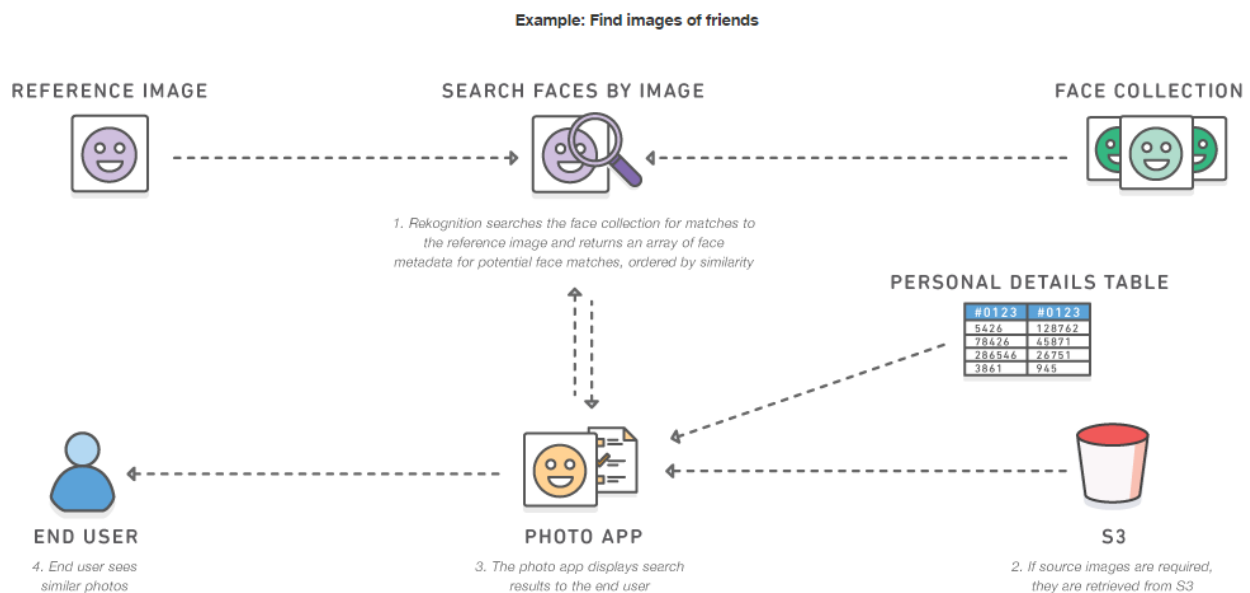 Example: Find images of friends
REFERENCE IMAGE
SEARCH FACES BY IMAGE
FACE COLLECTION
1. Rekognition searches the face collection for matches to
the reference image and returns an array of face
metadata for potential face matches, ordered by similarity
PERSONAL DETAILS TABLE
#0123 #0123
5426 128762
78426 45871
286546 26751
3861 945
END USER
4. End user sees
similar photos
PHOTO APP
3. The photo app displays search
results to the end user
S3
2. If source images are required,
they are retrieved from S3